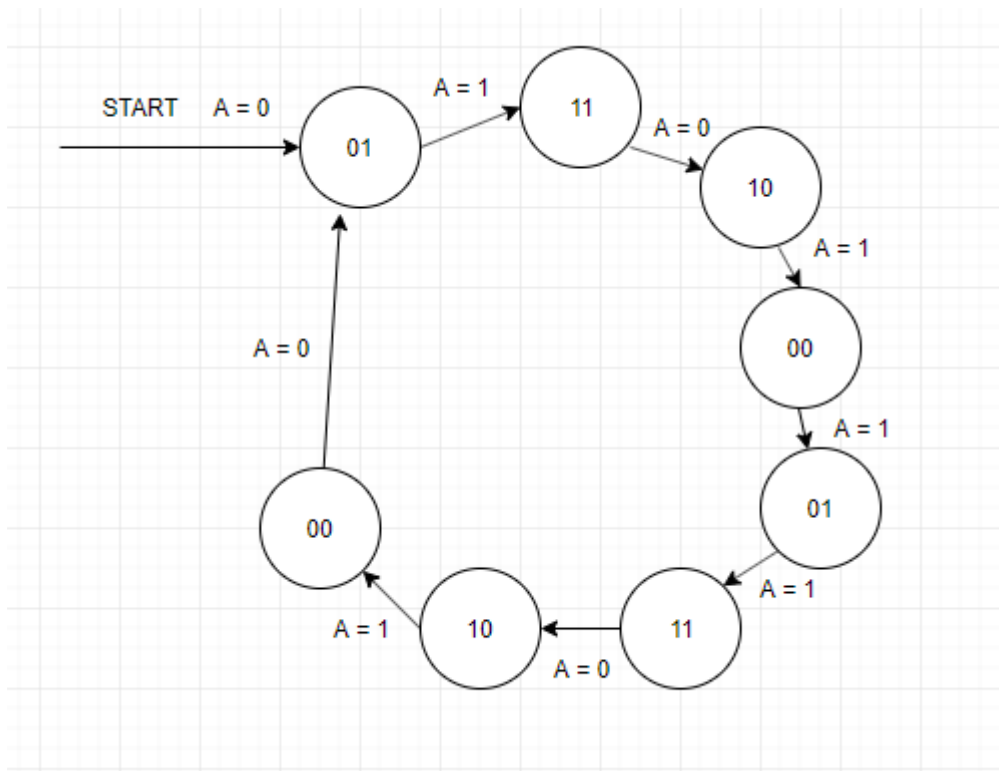 START A = 0
01
A = 1
11
A = 0
10
A = 1
00
A = 1
01
A = 1
11
A = 0
10
A = 1
00
A = 0